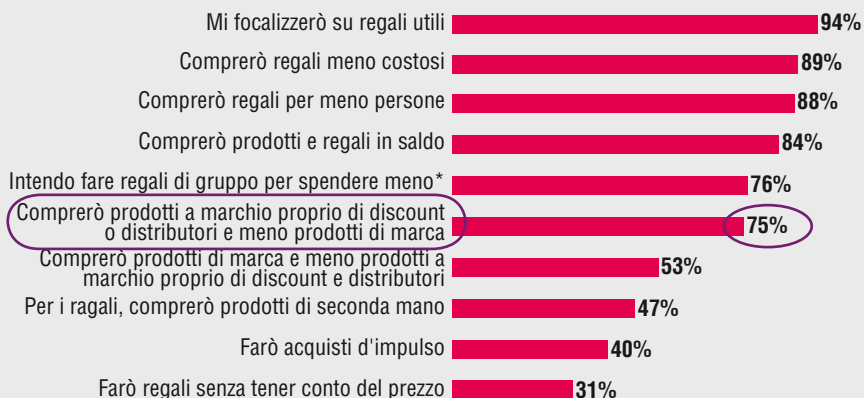 Mi focalizzerò su regali utili 94%
Comprerò regali meno costosi 89%
Comprerò regali per meno persone 88%
Comprerò prodotti e regali in saldo 84%
Intendo fare regali di gruppo per spendere meno* 76%
Comprerò prodotti a marchio proprio di discount
o distributori e meno prodotti di marca 75%
Comprerò prodotti di marca e meno prodotti a
marchio proprio di discount e distributori 53%
Per i ragali, comprerò prodotti di seconda mano 47%
Farò acquisti d'impulso 40%
Farò regali senza tener conto del prezzo 31%